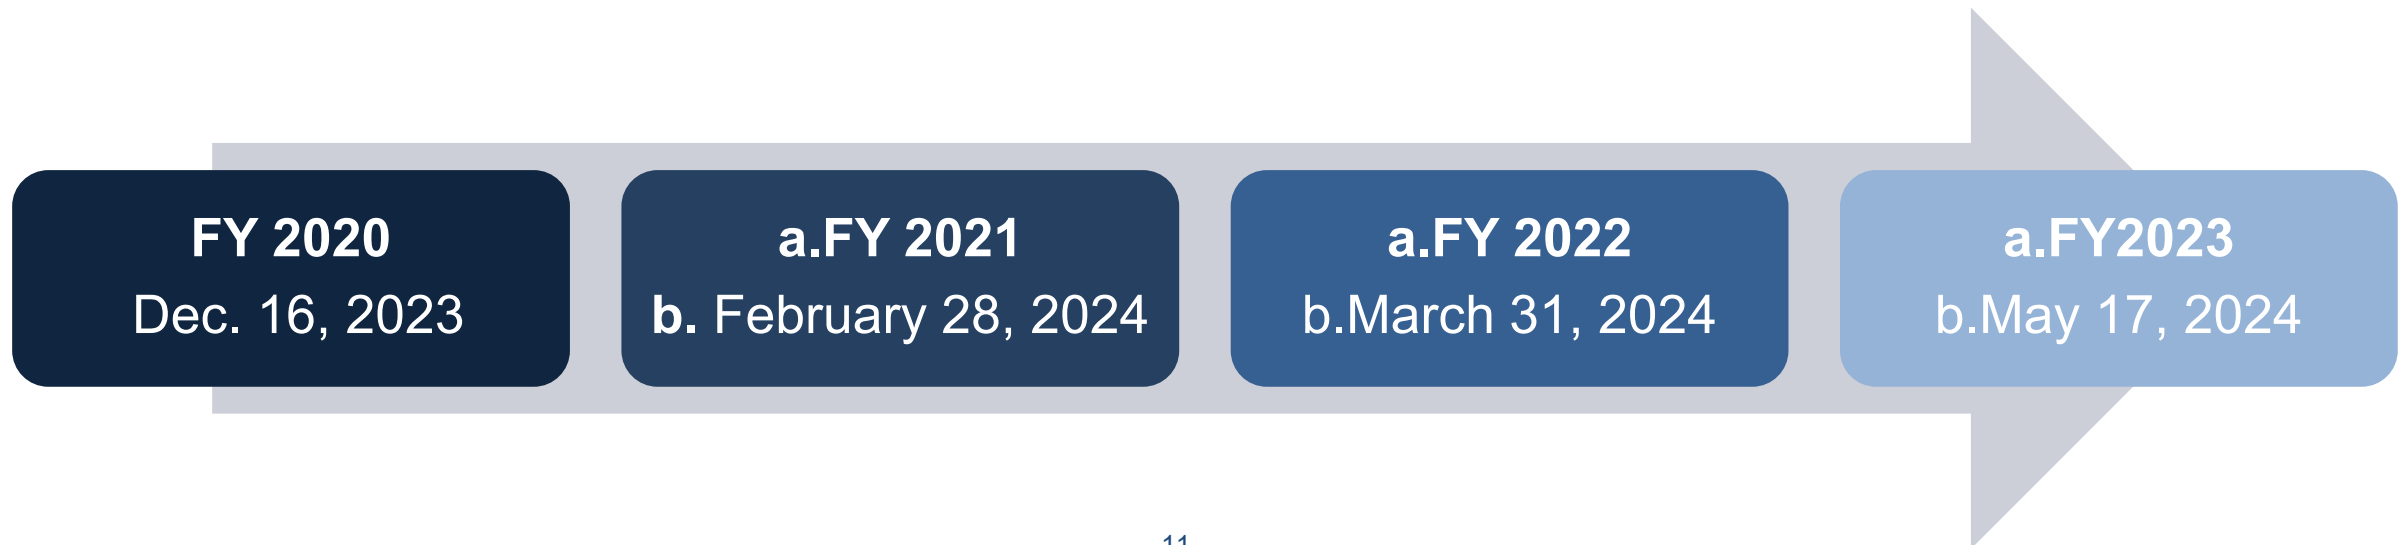 FY 2020
Dec. 16, 2023
a.FY 2021
b. February 28, 2024
a.FY 2022
b.March 31, 2024
a.FY2023
b.May 17, 2024
11